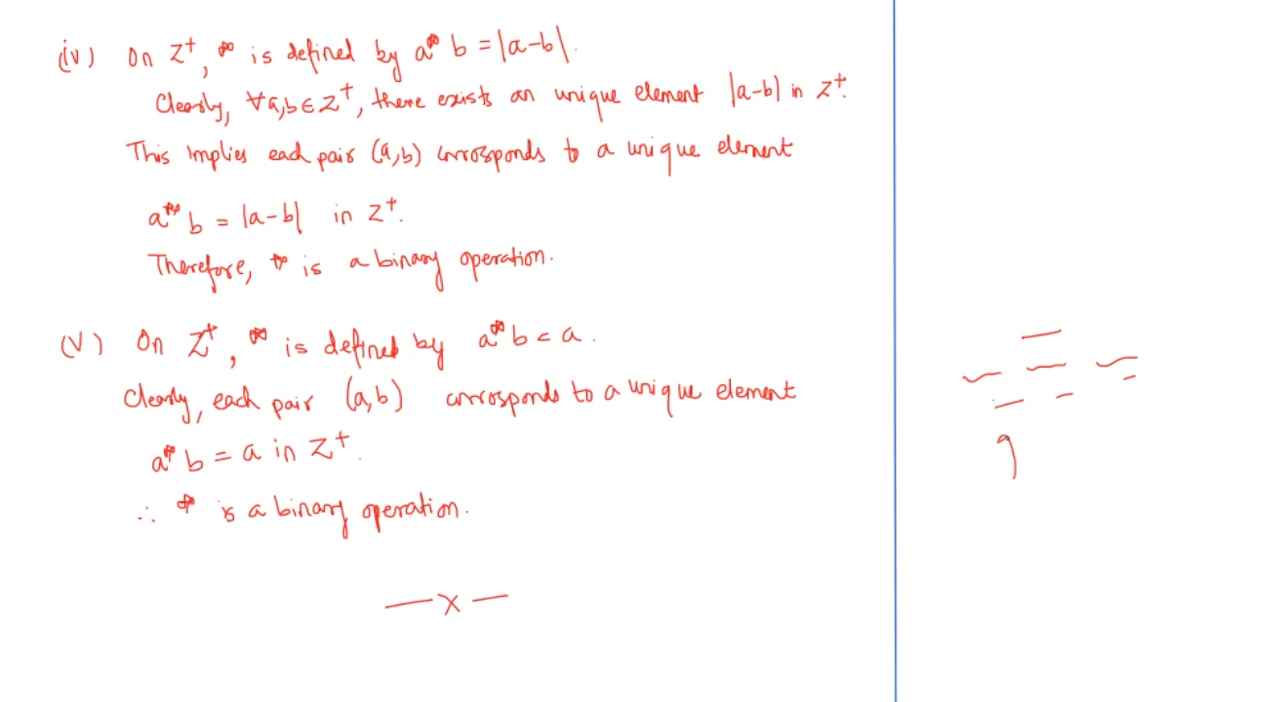 (iv) On Z⁺, * is defined by a * b = |a-b|.
Clearly, ∀a,b∈Z⁺, there exists an unique element |a-b| in Z⁺.
This implies each pair (a,b) corrosponds to a unique element
a * b = |a-b| in Z⁺.
Therefore, * is a binary operation.
(V) On Z⁺, * is defined by a * b = a.
Clearly, each pair (a,b) corrosponds to a unique element
a * b = a in Z⁺.
∴ * is a binary operation.
— x —